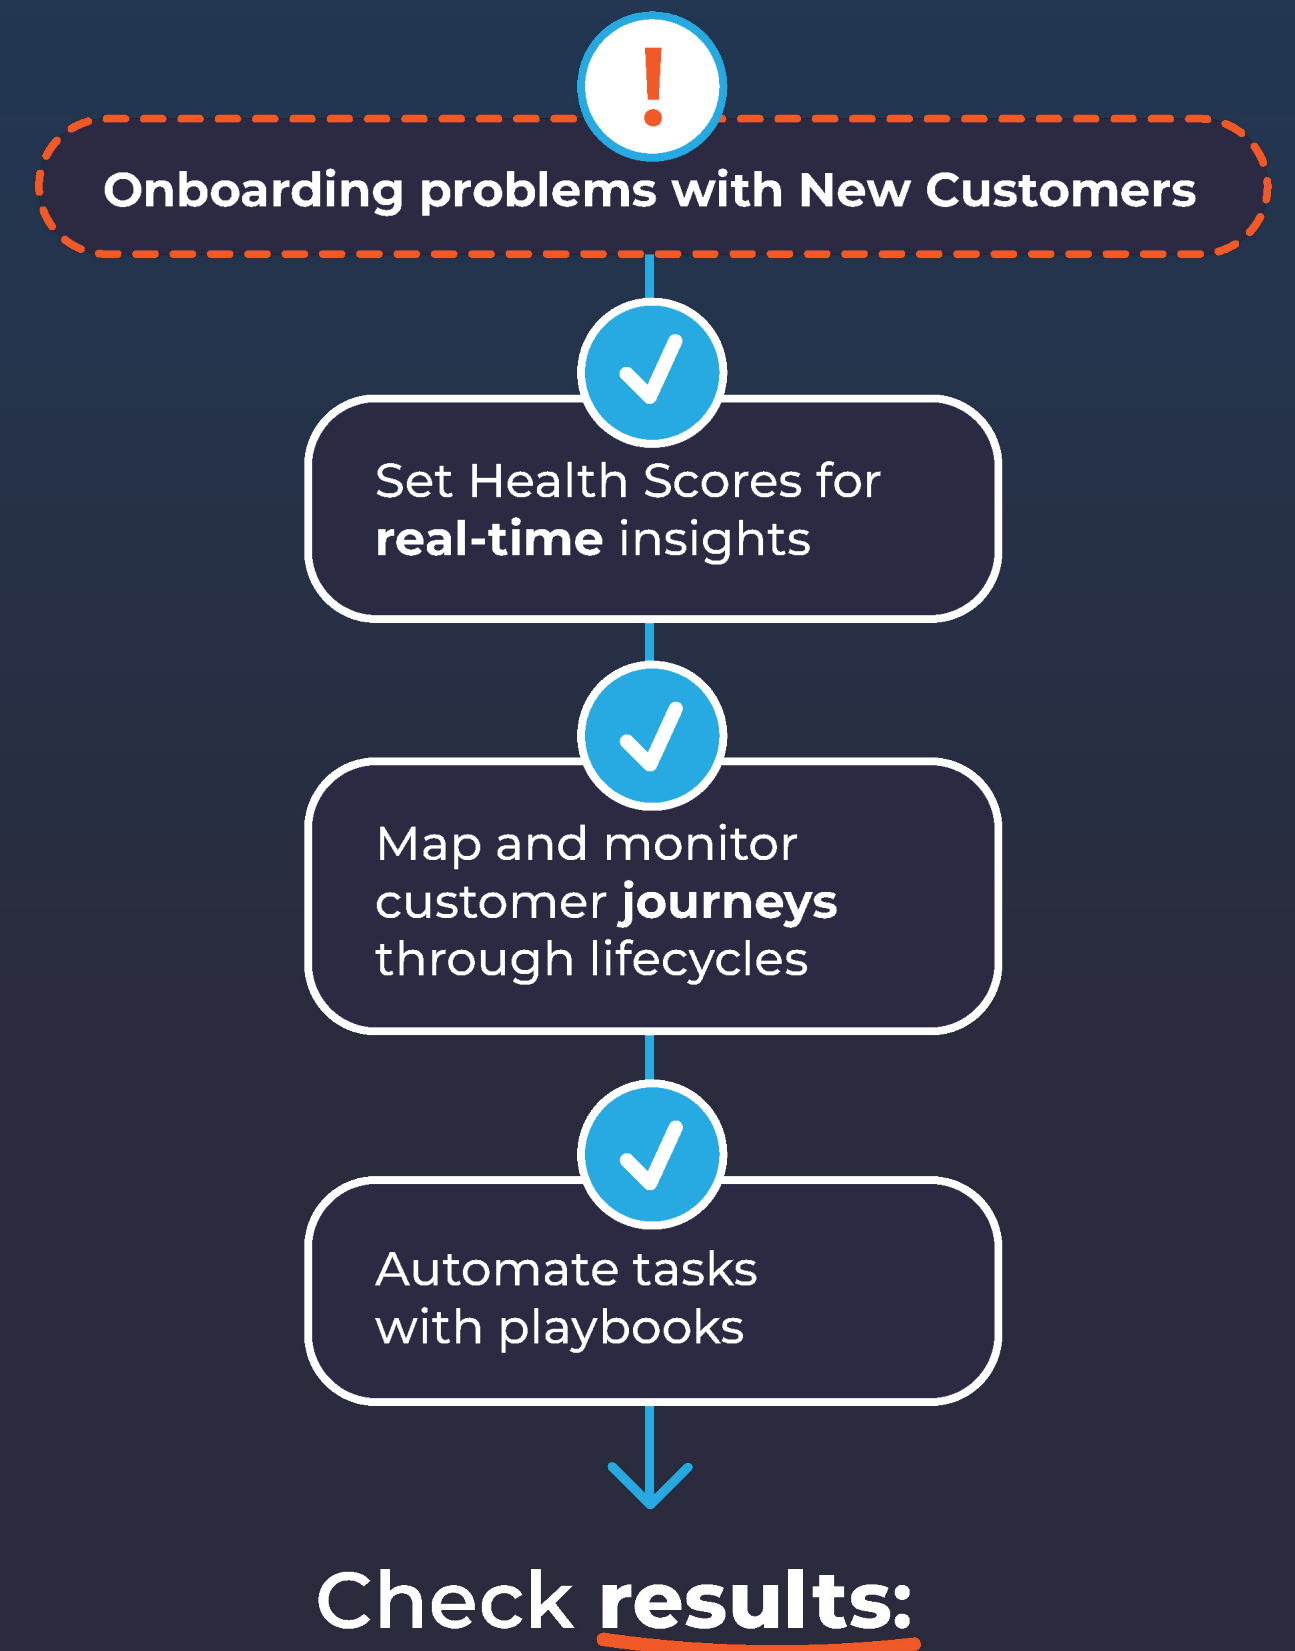 !
Onboarding problems with New Customers
Set Health Scores for
real-time insights
Map and monitor
customer journeys
through lifecycles
Automate tasks
with playbooks
Check results: